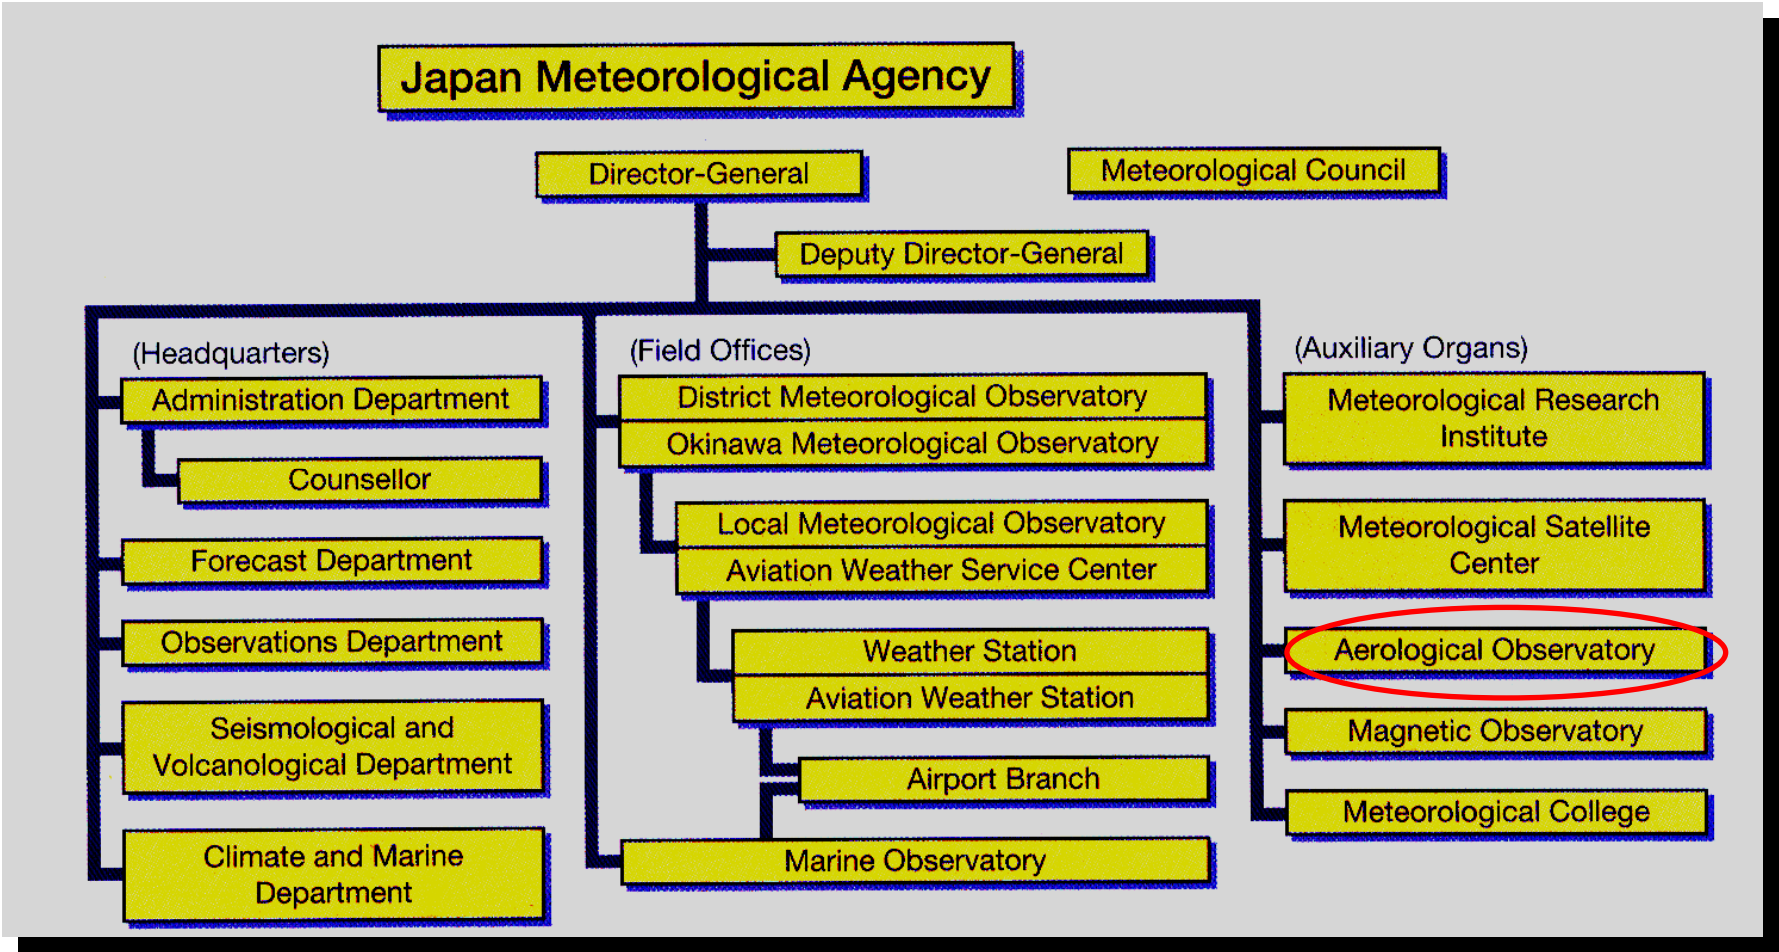 Japan Meteorological Agency
Director-General
Meteorological Council
Deputy Director-General
(Headquarters)
Administration Department
Counsellor
Forecast Department
Observations Department
Seismological and
Volcanological Department
Climate and Marine
Department
(Field Offices)
District Meteorological Observatory
Okinawa Meteorological Observatory
Local Meteorological Observatory
Aviation Weather Service Center
Weather Station
Aviation Weather Station
Airport Branch
Marine Observatory
(Auxiliary Organs)
Meteorological Research
Institute
Meteorological Satellite
Center
Aerological Observatory
Magnetic Observatory
Meteorological College